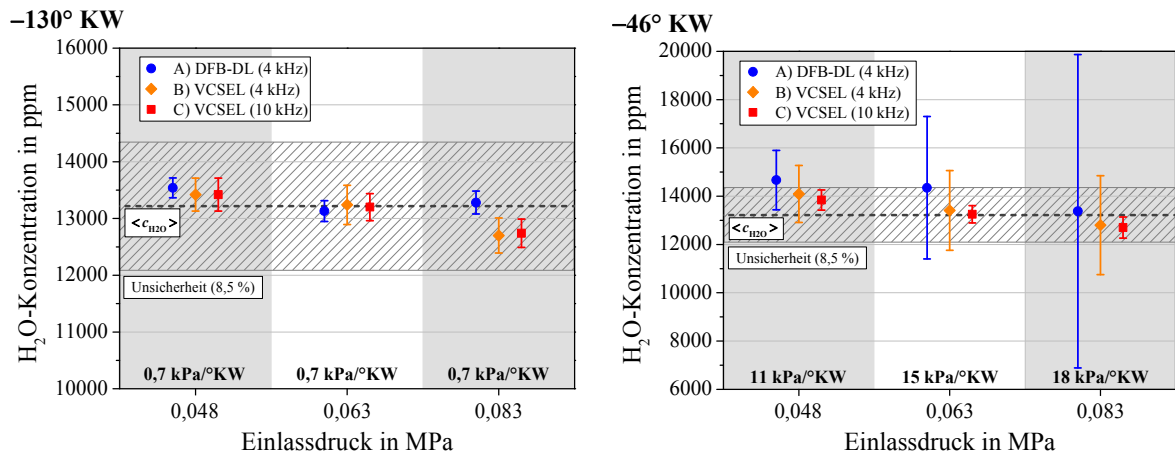 −130° KW
16000
15000
14000
13000
12000
11000
10000
H₂O-Konzentration in ppm
A) DFB-DL (4 kHz)
B) VCSEL (4 kHz)
C) VCSEL (10 kHz)
<c_H2O>
Unsicherheit (8,5 %)
0,7 kPa/°KW 0,7 kPa/°KW 0,7 kPa/°KW
0,048 0,063 0,083
Einlassdruck in MPa
−46° KW
20000
18000
16000
14000
12000
10000
8000
6000
H₂O-Konzentration in ppm
A) DFB-DL (4 kHz)
B) VCSEL (4 kHz)
C) VCSEL (10 kHz)
<c_H2O>
Unsicherheit (8,5 %)
11 kPa/°KW 15 kPa/°KW 18 kPa/°KW
0,048 0,063 0,083
Einlassdruck in MPa